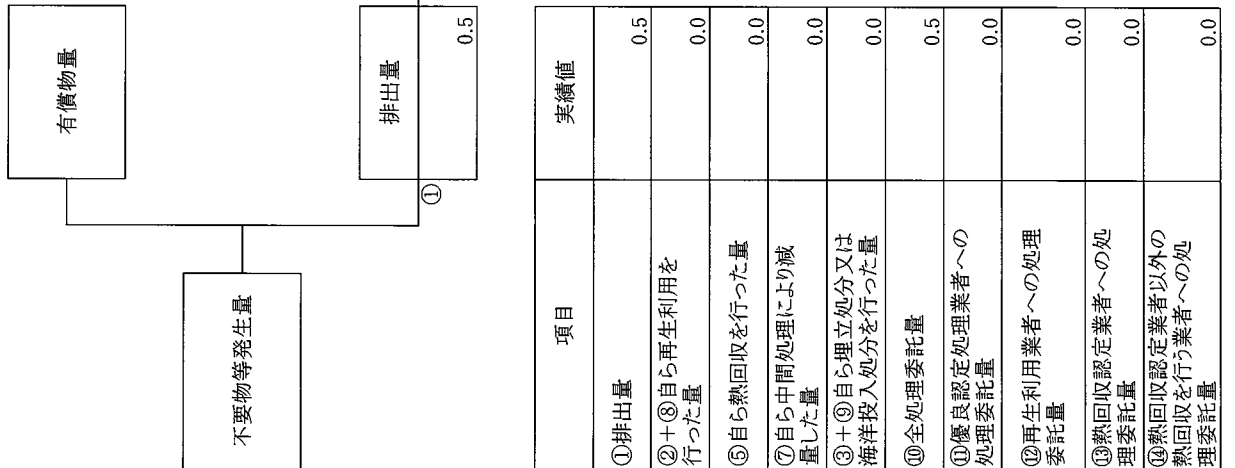 有償物量
不要物等発生量
排出量
①
0.5
項目
実績値
①排出量
0.5
②+⑧自ら再生利用を
行った量
0.0
⑤自ら熱回収を行った量
0.0
⑦自ら中間処理により減
量した量
0.0
③+⑨自ら埋立処分又は
海洋投入処分を行った量
0.0
⑩全処理委託量
0.5
⑪優良認定処理業者への
処理委託量
0.0
⑫再生利用業者への処理
委託量
0.0
⑬熱回収認定業者への処
理委託量
0.0
⑭熱回収認定業者以外の
熱回収を行う業者への処
理委託量
0.0